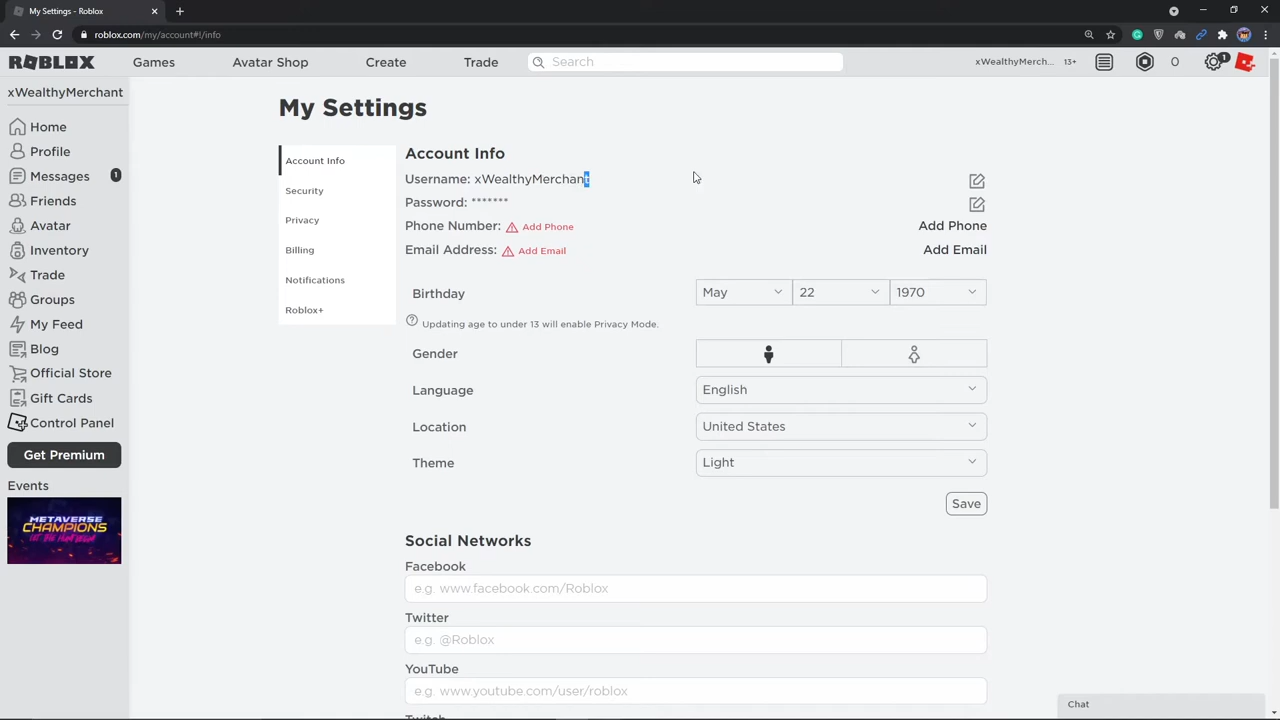 My Settings - Roblox
roblox.com/my/account#!/info
ROBLOX
Games
Avatar Shop
Create
Trade
Search
xWealthyMerch...
13+
0
1
xWealthyMerchant
Home
Profile
Messages
1
Friends
Avatar
Inventory
Trade
Groups
My Feed
Blog
Official Store
Gift Cards
Control Panel
Get Premium
Events
METAVERSE
CHAMPIONS
My Settings
Account Info
Security
Privacy
Billing
Notifications
Roblox+
Account Info
Username: xWealthyMerchant
Password: *******
Phone Number: Add Phone
Add Phone
Email Address: Add Email
Add Email
Birthday
May
22
1970
Updating age to under 13 will enable Privacy Mode.
Gender
Language
English
Location
United States
Theme
Light
Save
Social Networks
Facebook
e.g. www.facebook.com/Roblox
Twitter
e.g. @Roblox
YouTube
e.g. www.youtube.com/user/roblox
Twitch
Chat